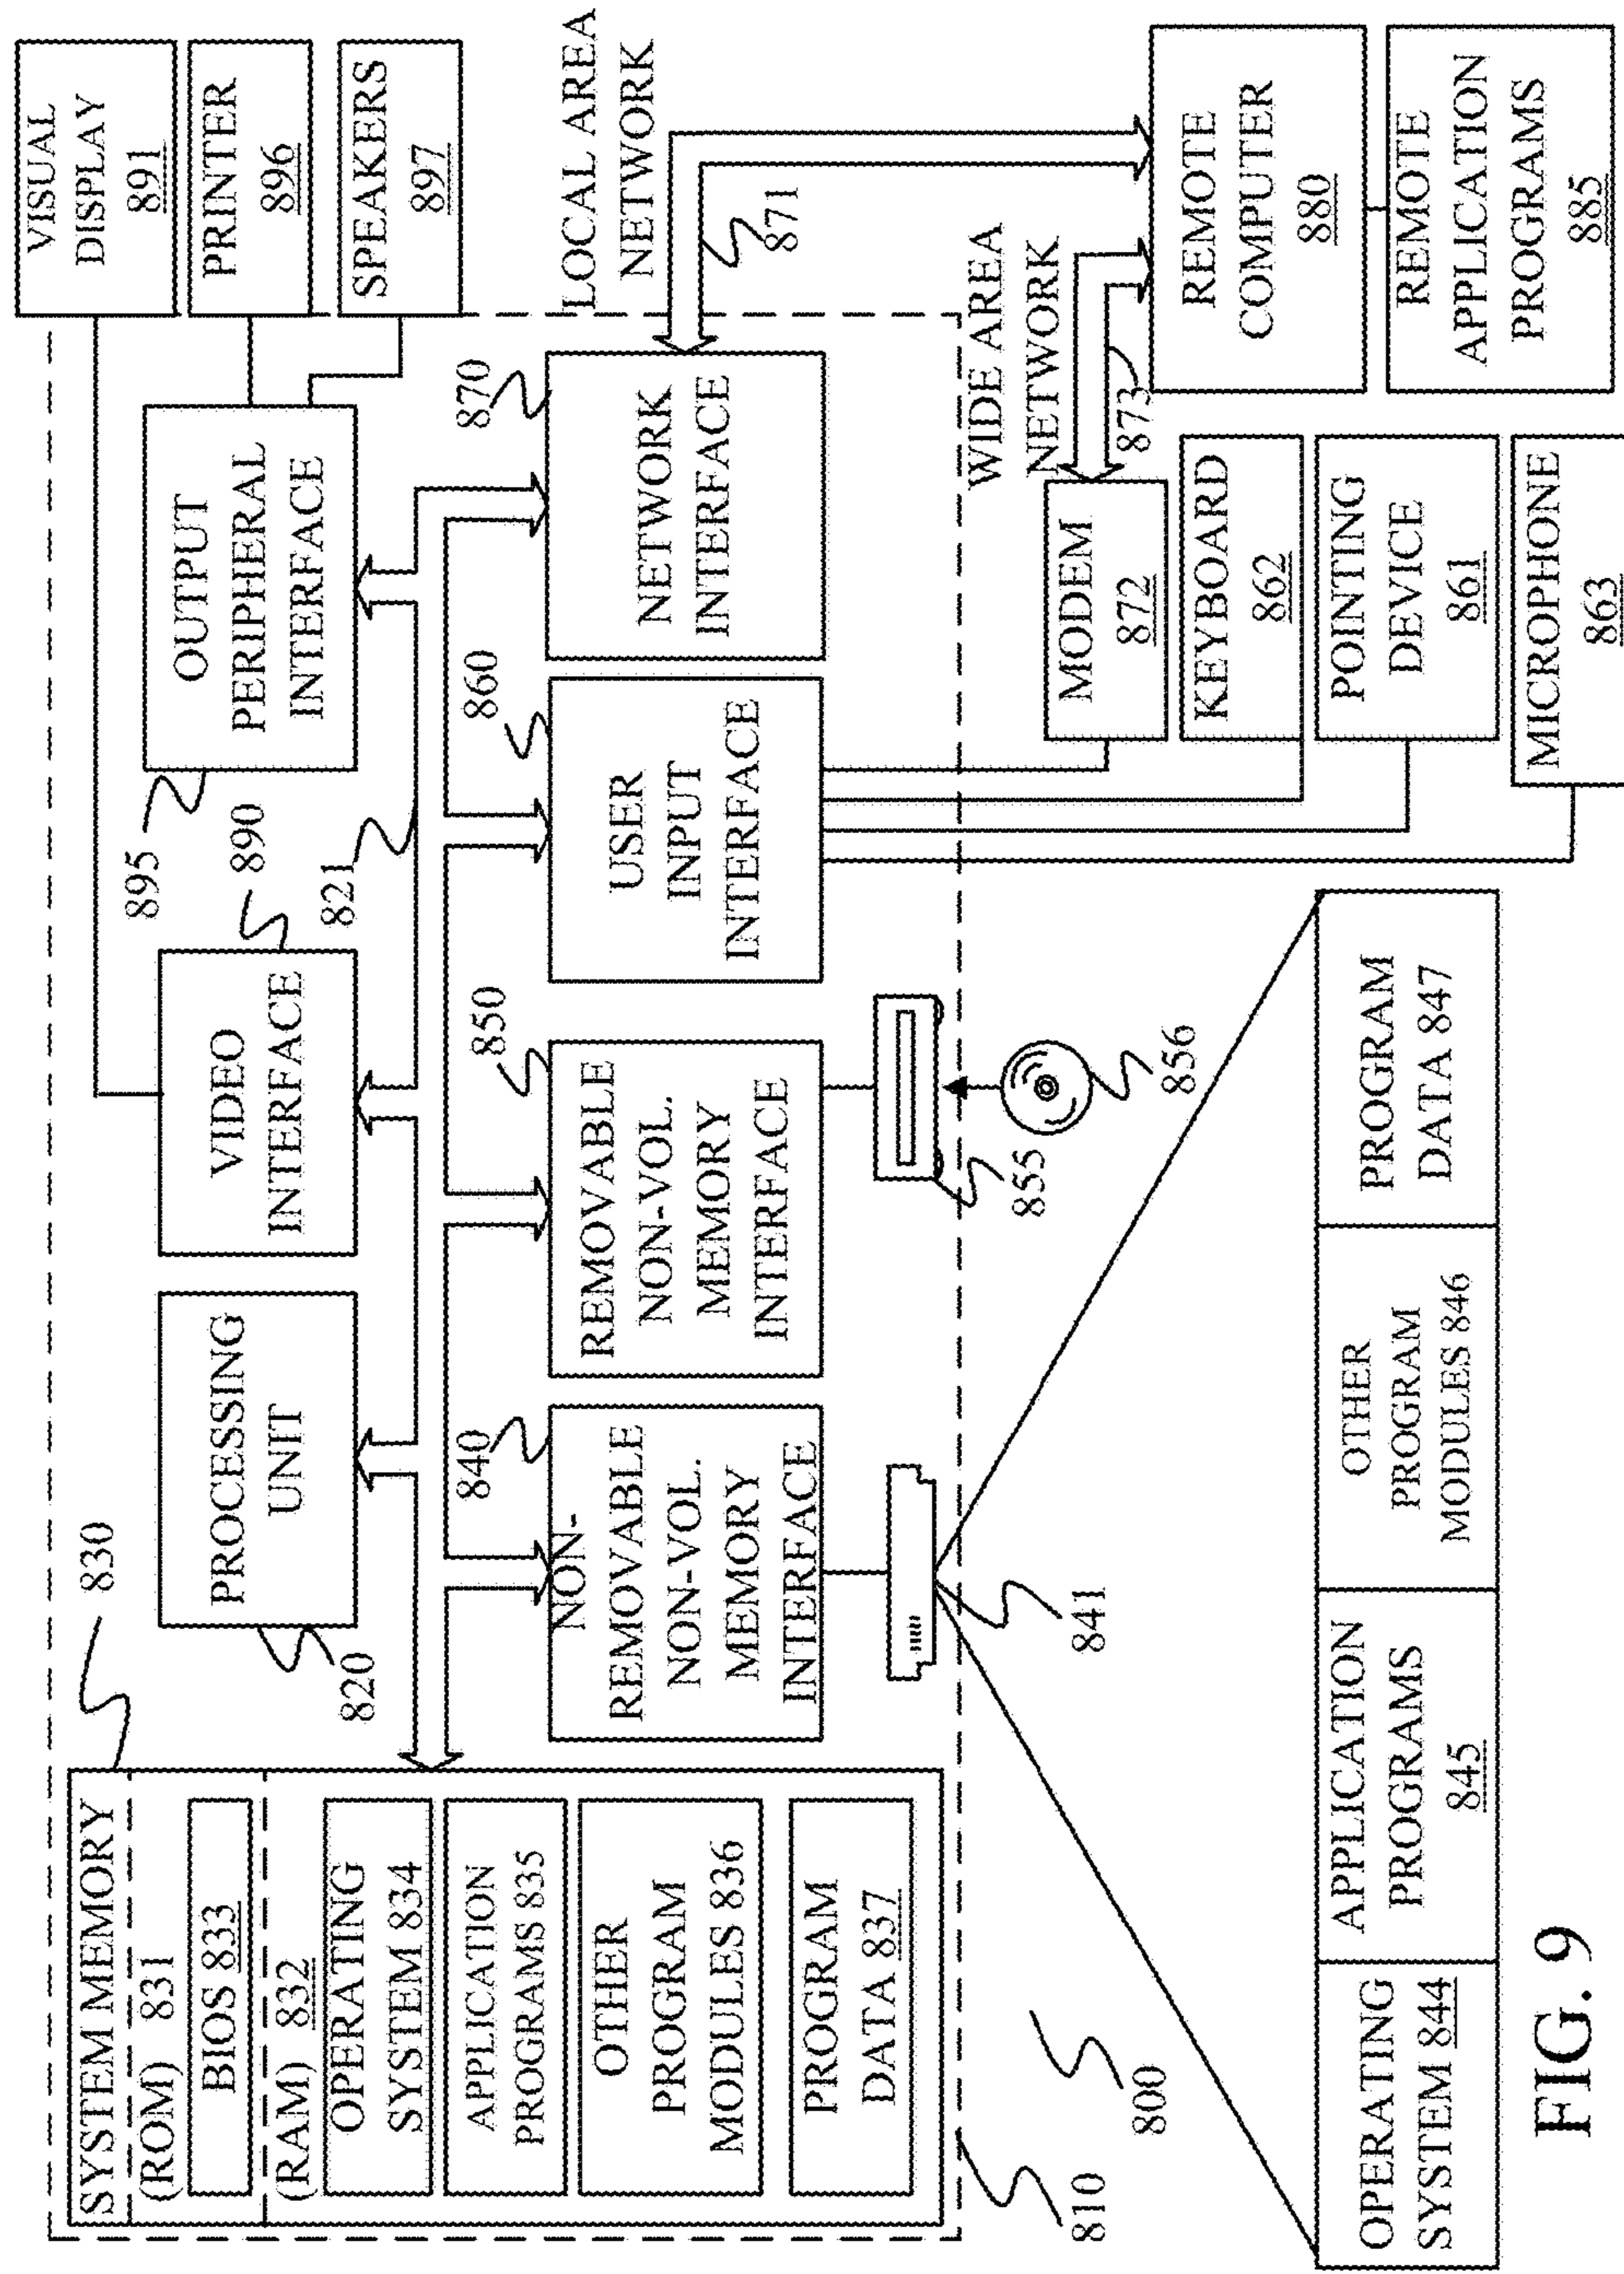 SYSTEM MEMORY
(ROM) 831
BIOS 833
(RAM) 832
OPERATING
SYSTEM 834
APPLICATION
PROGRAMS 835
OTHER
PROGRAM
MODULES 836
PROGRAM
DATA 837
830
PROCESSING
UNIT
820
VIDEO
INTERFACE
890
821
OUTPUT
PERIPHERAL
INTERFACE
895
VISUAL
DISPLAY
891
PRINTER
896
SPEAKERS
897
NON-
REMOVABLE
NON-VOL.
MEMORY
INTERFACE
840
REMOVABLE
NON-VOL.
MEMORY
INTERFACE
850
USER
INPUT
INTERFACE
860
NETWORK
INTERFACE
870
LOCAL AREA
NETWORK
871
841
855
856
WIDE AREA
NETWORK
873
MODEM
872
KEYBOARD
862
POINTING
DEVICE
861
MICROPHONE
863
REMOTE
COMPUTER
880
REMOTE
APPLICATION
PROGRAMS
885
810
800
OPERATING
SYSTEM 844
APPLICATION
PROGRAMS
845
OTHER
PROGRAM
MODULES 846
PROGRAM
DATA 847
FIG. 9